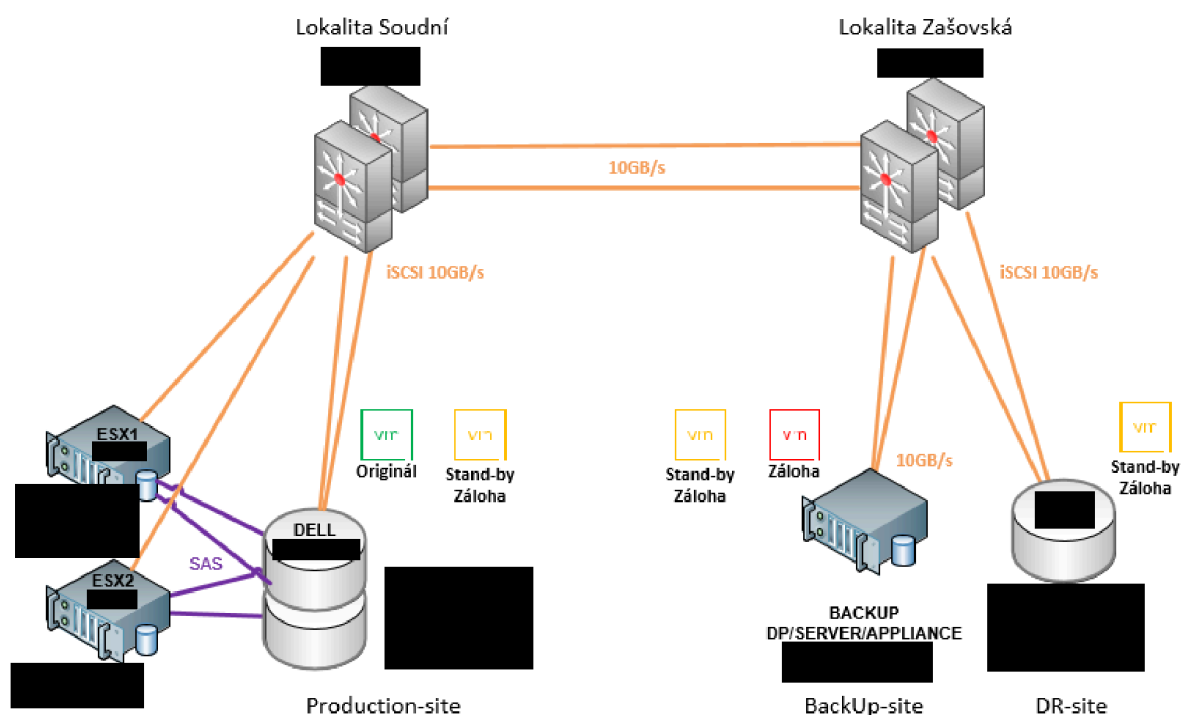 Lokalita Soudní
Lokalita Zašovská
10GB/s
iSCSI 10GB/s
iSCSI 10GB/s
ESX1
vm
Originál
vm
Stand-by
Záloha
vm
Stand-by
Záloha
vm
Záloha
10GB/s
vm
Stand-by
Záloha
DELL
SAS
ESX2
BACKUP
DP/SERVER/APPLIANCE
Production-site
BackUp-site
DR-site